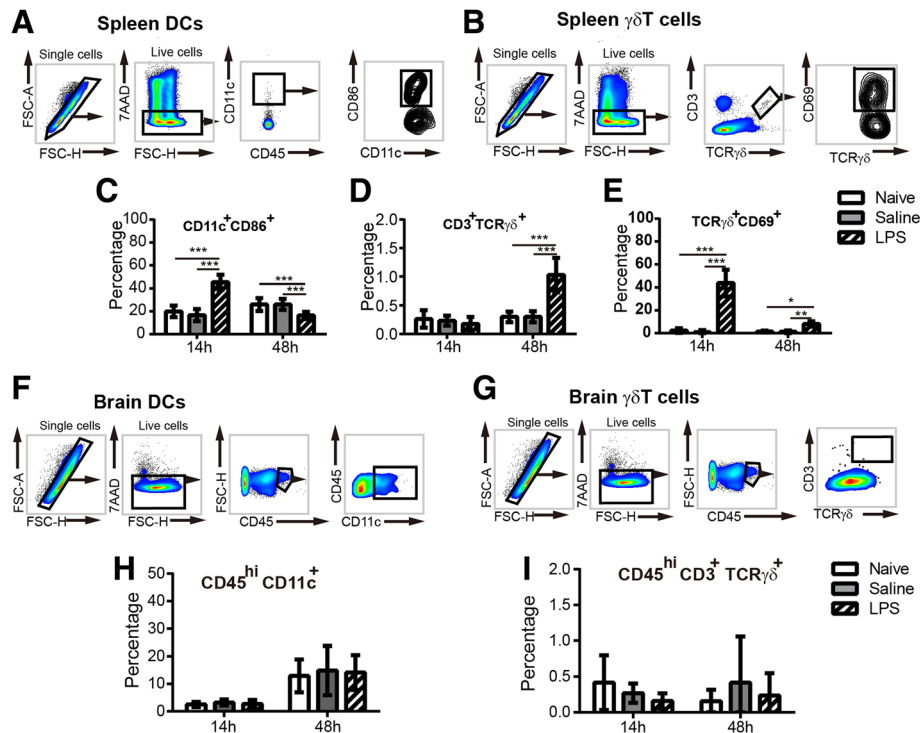 A Spleen DCs
Single cells
FSC-A
FSC-H
Live cells
7AAD
FSC-H
CD11c
CD45
CD86
CD11c
B Spleen γδT cells
Single cells
FSC-A
FSC-H
Live cells
7AAD
FSC-H
CD3
TCRγδ
CD69
TCRγδ
C
CD11c+CD86+
Percentage
100
80
60
40
20
0
*** *** *** ***
14h 48h
D
CD3+TCRγδ+
Percentage
2.0
1.5
1.0
0.5
0.0
*** ***
14h 48h
E
TCRγδ+CD69+
Percentage
100
80
60
40
20
0
*** *** * **
14h 48h
Naive
Saline
LPS
F Brain DCs
Single cells
FSC-A
FSC-H
Live cells
7AAD
FSC-H
FSC-H
CD45
CD45
CD11c
G Brain γδT cells
Single cells
FSC-A
FSC-H
Live cells
7AAD
FSC-H
FSC-H
CD45
CD3
TCRγδ
H
CD45hi CD11c+
Percentage
50
40
30
20
10
0
14h 48h
I
CD45hi CD3+ TCRγδ+
Percentage
2.0
1.5
1.0
0.5
0.0
14h 48h
Naive
Saline
LPS